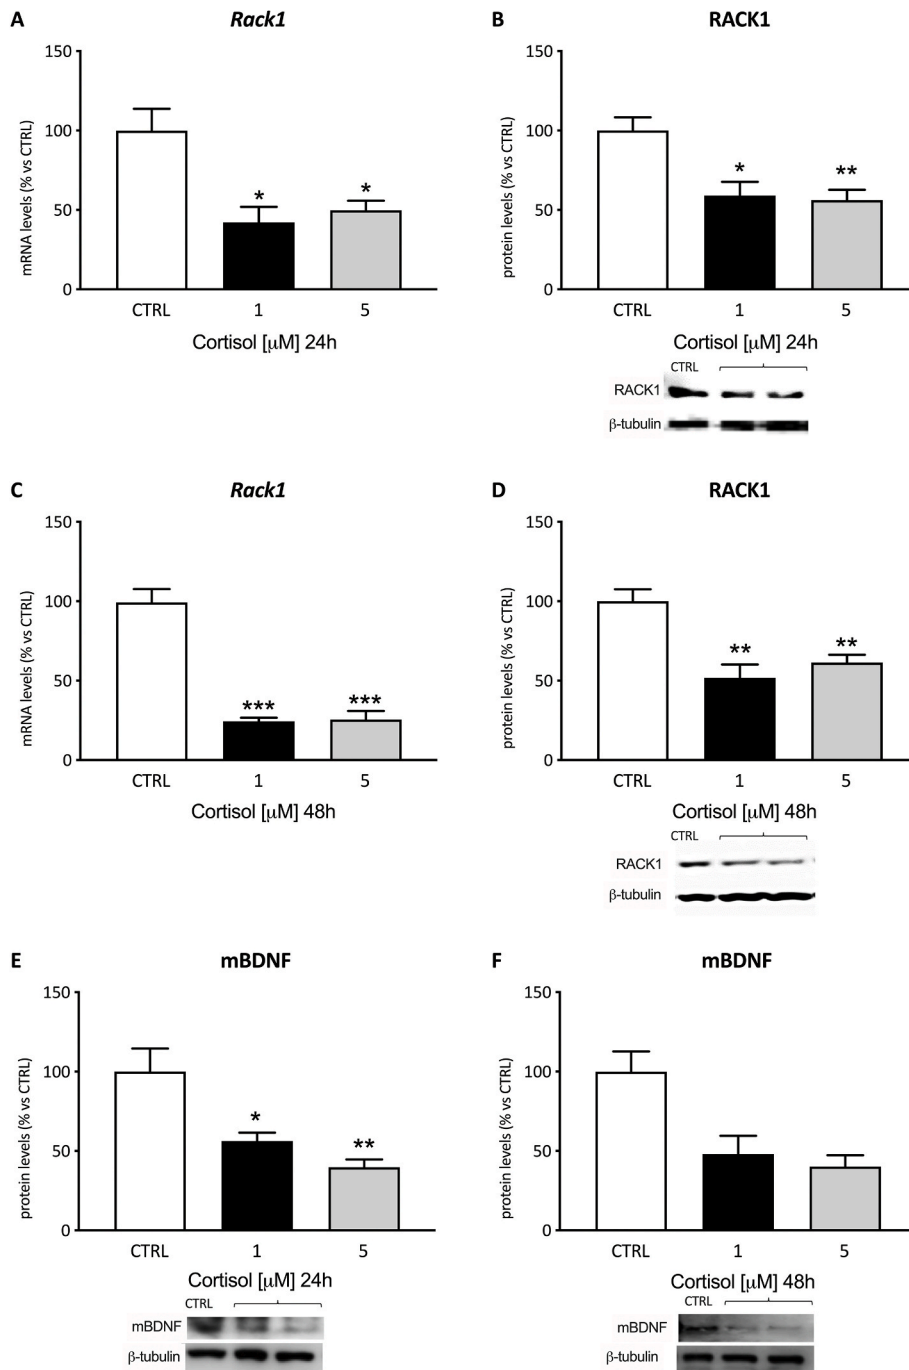 A
Rack1
150
100
50
0
mRNA levels (% vs CTRL)
*
*
CTRL
1
5
Cortisol [μM] 24h
B
RACK1
150
100
50
0
protein levels (% vs CTRL)
*
**
CTRL
1
5
Cortisol [μM] 24h
CTRL
RACK1
β-tubulin
C
Rack1
150
100
50
0
mRNA levels (% vs CTRL)
***
***
CTRL
1
5
Cortisol [μM] 48h
D
RACK1
150
100
50
0
protein levels (% vs CTRL)
**
**
CTRL
1
5
Cortisol [μM] 48h
CTRL
RACK1
β-tubulin
E
mBDNF
150
100
50
0
protein levels (% vs CTRL)
*
**
CTRL
1
5
Cortisol [μM] 24h
CTRL
mBDNF
β-tubulin
F
mBDNF
150
100
50
0
protein levels (% vs CTRL)
CTRL
1
5
Cortisol [μM] 48h
CTRL
mBDNF
β-tubulin